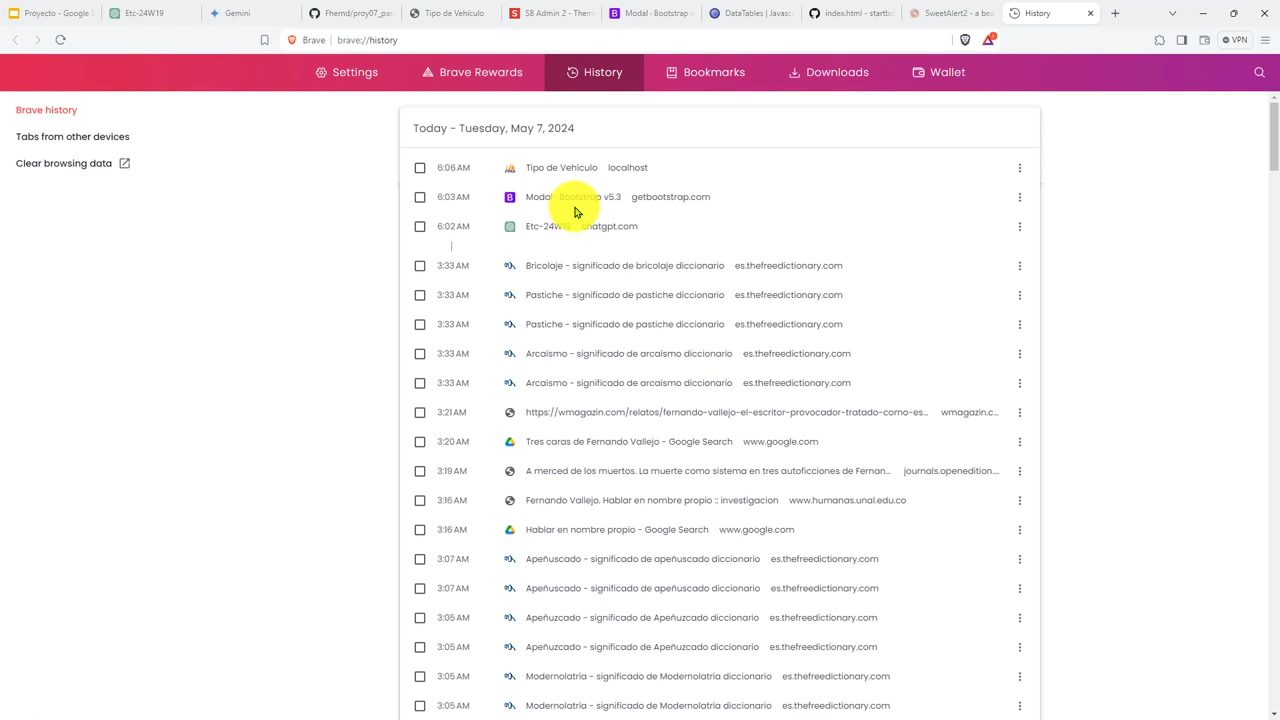 Proyecto - Google S
Etc-24W19
Gemini
Fhernd/proy07_par
Tipo de Vehículo
SB Admin 2 - Them
Modal · Bootstrap v
DataTables | Javasc
index.html - startbo
SweetAlert2 - a bea
History
Brave
brave://history
VPN
Settings
Brave Rewards
History
Bookmarks
Downloads
Wallet
Brave history
Tabs from other devices
Clear browsing data
Today - Tuesday, May 7, 2024
6:06 AM Tipo de Vehículo localhost
6:03 AM Modal · Bootstrap v5.3 getbootstrap.com
6:02 AM Etc-24W19 chatgpt.com
3:33 AM Bricolaje - significado de bricolaje diccionario es.thefreedictionary.com
3:33 AM Pastiche - significado de pastiche diccionario es.thefreedictionary.com
3:33 AM Pastiche - significado de pastiche diccionario es.thefreedictionary.com
3:33 AM Arcaísmo - significado de arcaísmo diccionario es.thefreedictionary.com
3:33 AM Arcaísmo - significado de arcaísmo diccionario es.thefreedictionary.com
3:21 AM https://wmagazin.com/relatos/fernando-vallejo-el-escritor-provocador-tratado-como-es... wmagazin.c...
3:20 AM Tres caras de Fernando Vallejo - Google Search www.google.com
3:19 AM A merced de los muertos. La muerte como sistema en tres autoficciones de Fernan... journals.openedition....
3:16 AM Fernando Vallejo. Hablar en nombre propio :: investigacion www.humanas.unal.edu.co
3:16 AM Hablar en nombre propio - Google Search www.google.com
3:07 AM Apeñuscado - significado de apeñuscado diccionario es.thefreedictionary.com
3:07 AM Apeñuscado - significado de apeñuscado diccionario es.thefreedictionary.com
3:05 AM Apeñuzcado - significado de Apeñuzcado diccionario es.thefreedictionary.com
3:05 AM Apeñuzcado - significado de Apeñuzcado diccionario es.thefreedictionary.com
3:05 AM Modernolatria - significado de Modernolatria diccionario es.thefreedictionary.com
3:05 AM Modernolatria - significado de Modernolatria diccionario es.thefreedictionary.com